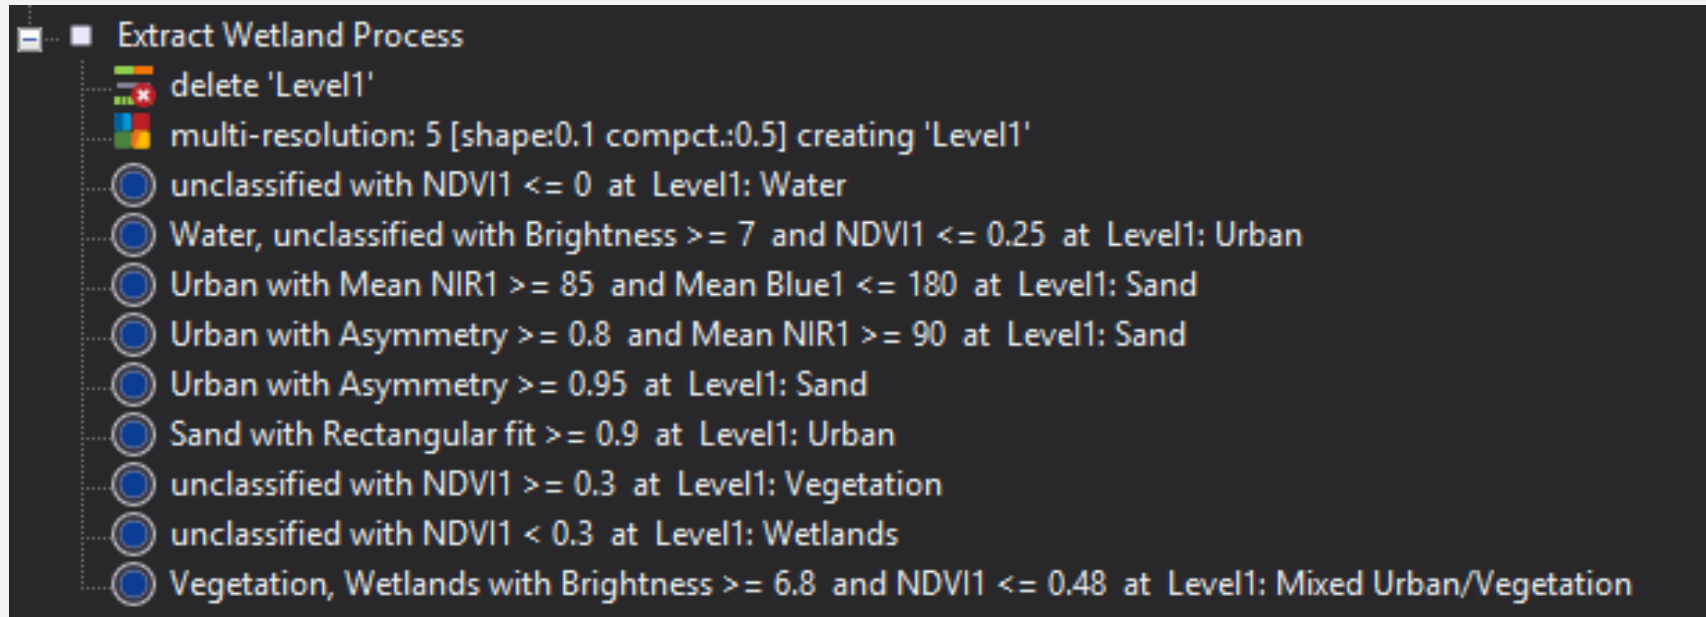 Extract Wetland Process
delete 'Level1'
multi-resolution: 5 [shape:0.1 compct.:0.5] creating 'Level1'
unclassified with NDVI1 <= 0 at Level1: Water
Water, unclassified with Brightness >= 7 and NDVI1 <= 0.25 at Level1: Urban
Urban with Mean NIR1 >= 85 and Mean Blue1 <= 180 at Level1: Sand
Urban with Asymmetry >= 0.8 and Mean NIR1 >= 90 at Level1: Sand
Urban with Asymmetry >= 0.95 at Level1: Sand
Sand with Rectangular fit >= 0.9 at Level1: Urban
unclassified with NDVI1 >= 0.3 at Level1: Vegetation
unclassified with NDVI1 < 0.3 at Level1: Wetlands
Vegetation, Wetlands with Brightness >= 6.8 and NDVI1 <= 0.48 at Level1: Mixed Urban/Vegetation